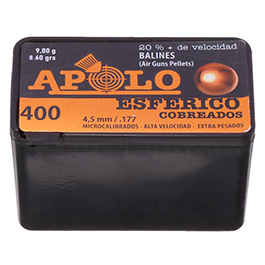 9,00 g
8.60 grs
20 % + de velocidad
BALINES
(Air Guns Pellets)
APOLO
ESFERICO
COBREADOS
400
4,5 mm / .177
MICROCALIBRADOS - ALTA VELOCIDAD - EXTRA PESADOS